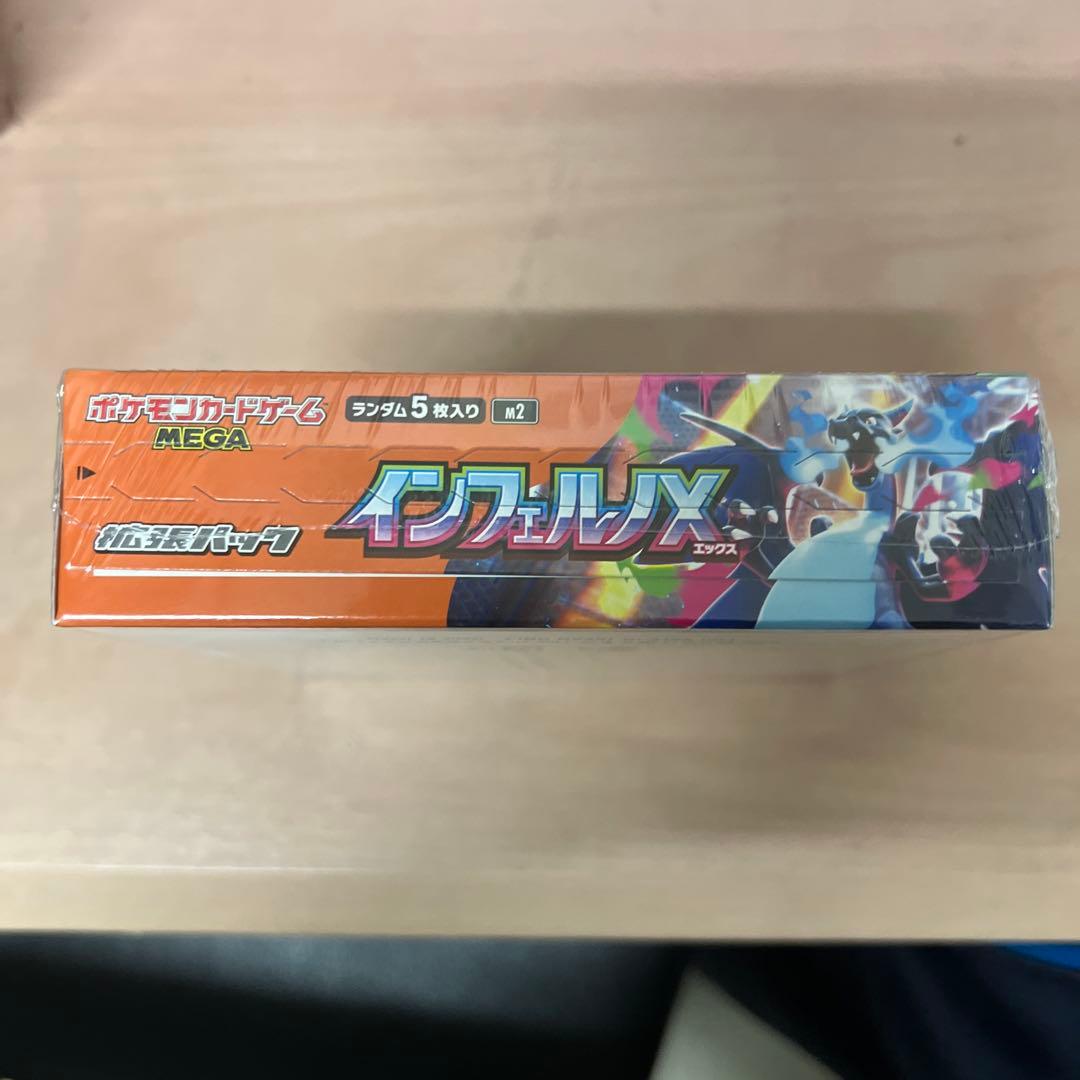 ポケモンカードゲーム
MEGA
ランダム5枚入り
M2
拡張パック
インフェルノX
エックス